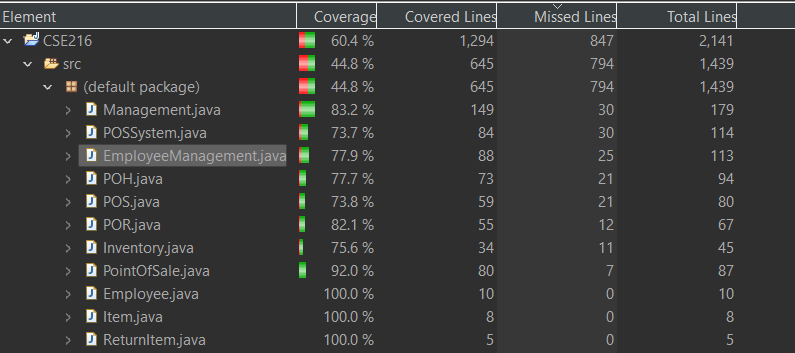 Element Coverage Covered Lines Missed Lines Total Lines
CSE216 60.4 % 1,294 847 2,141
src 44.8 % 645 794 1,439
(default package) 44.8 % 645 794 1,439
Management.java 83.2 % 149 30 179
POSSystem.java 73.7 % 84 30 114
EmployeeManagement.java 77.9 % 88 25 113
POH.java 77.7 % 73 21 94
POS.java 73.8 % 59 21 80
POR.java 82.1 % 55 12 67
Inventory.java 75.6 % 34 11 45
PointOfSale.java 92.0 % 80 7 87
Employee.java 100.0 % 10 0 10
Item.java 100.0 % 8 0 8
ReturnItem.java 100.0 % 5 0 5